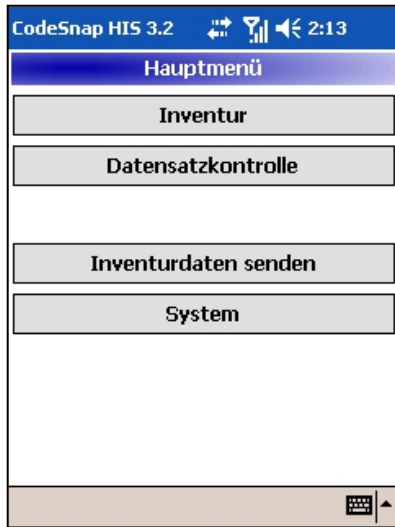 CodeSnap HIS 3.2 2:13
Hauptmenü
Inventur
Datensatzkontrolle
Inventurdaten senden
System